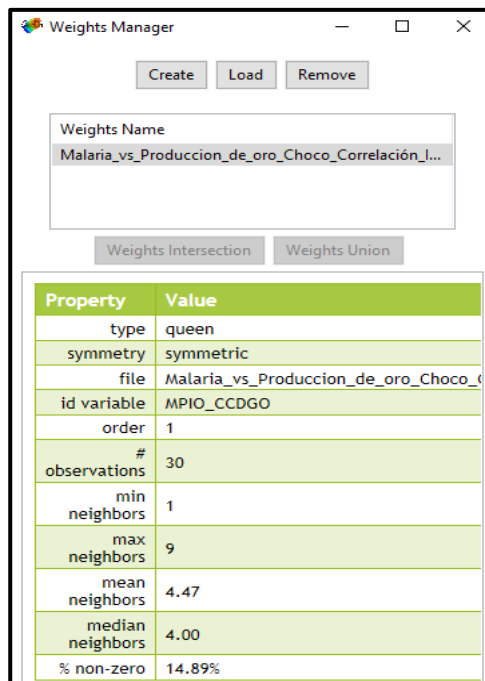 Weights Manager
Create Load Remove
Weights Name
Malaria_vs_Produccion_de_oro_Choco_Correlación_l...
Weights Intersection Weights Union
Property Value
type queen
symmetry symmetric
file Malaria_vs_Produccion_de_oro_Choco_
id variable MPIO_CCDGO
order 1
#
observations 30
min
neighbors 1
max
neighbors 9
mean
neighbors 4.47
median
neighbors 4.00
% non-zero 14.89%